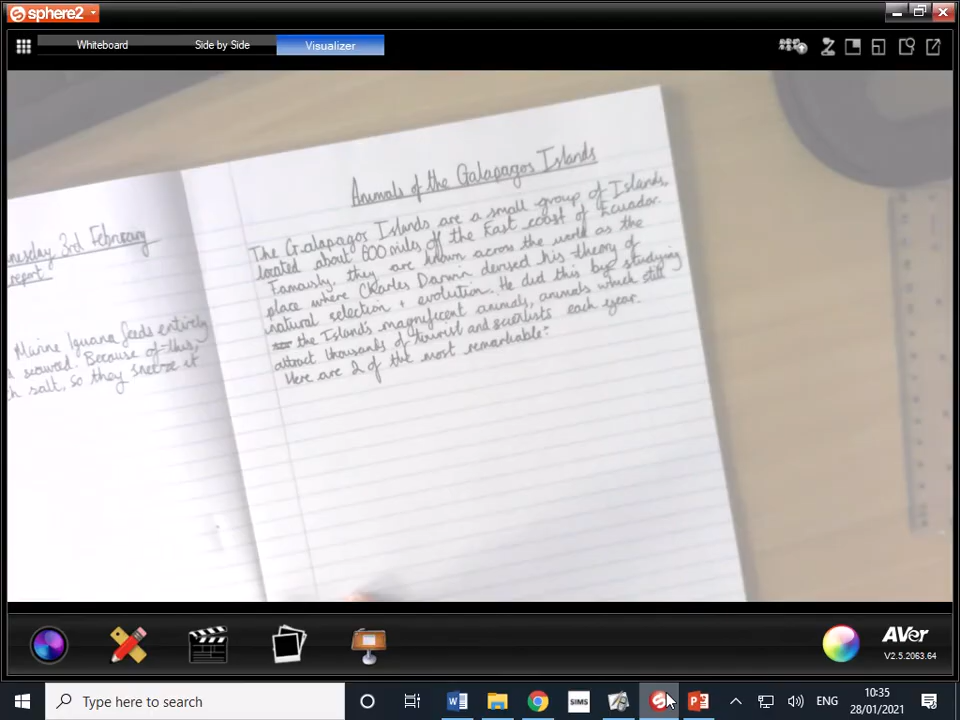 sphere2
Whiteboard
Side by Side
Visualizer
Animals of the Galapagos Islands
The Galapagos Islands are a small group of Islands,
located about 600 miles off the East coast of Ecuador.
Famously, they are known across the world as the
place where Charles Darwin devised his theory of
natural selection + evolution. He did this by studying
the Island's magnificent animals, animals which still
attract thousands of tourist and scientists each year.
Here are 2 of the most remarkable:
nesday 3rd February
report
Marine Iguana feeds entirely
seaweed. Because of this,
salt, so they sneeze it
AVer
V2.5.2063.64
Type here to search
SIMS
ENG
10:35
28/01/2021